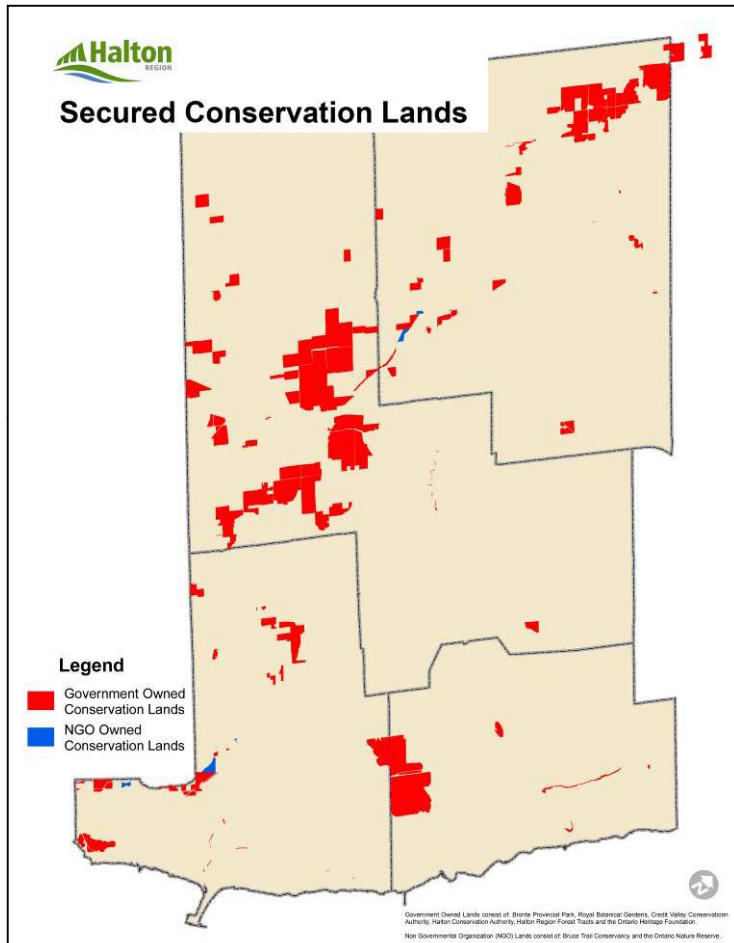 Halton
REGION
Secured Conservation Lands
Legend
Government Owned
Conservation Lands
NGO Owned
Conservation Lands
Government Owned Lands consist of: Bronte Provincial Park, Royal Botanical Gardens, Credit Valley Conservatioon
Authority, Halton Conservation Authority, Halton Region Forest Tracts and the Ontario Heritage Foundation.
Non Governmental Organization (NGO) Lands consist of: Bruce Trail Conservancy and the Ontario Nature Reserve.